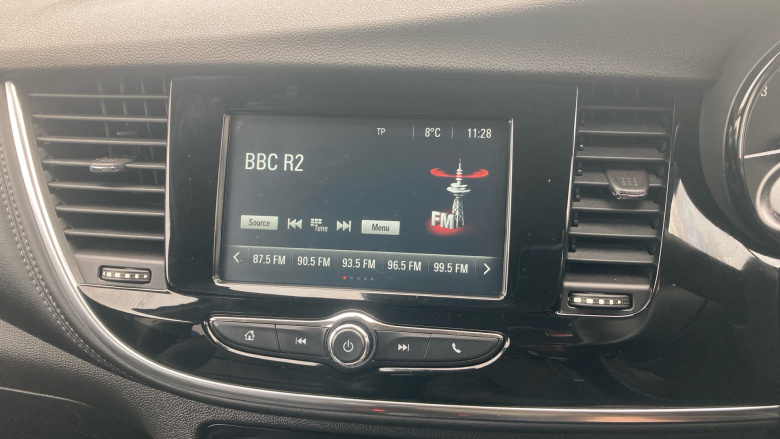 TP 8°C 11:28
BBC R2
FM
Source Tune Menu
87.5 FM 90.5 FM 93.5 FM 96.5 FM 99.5 FM
3